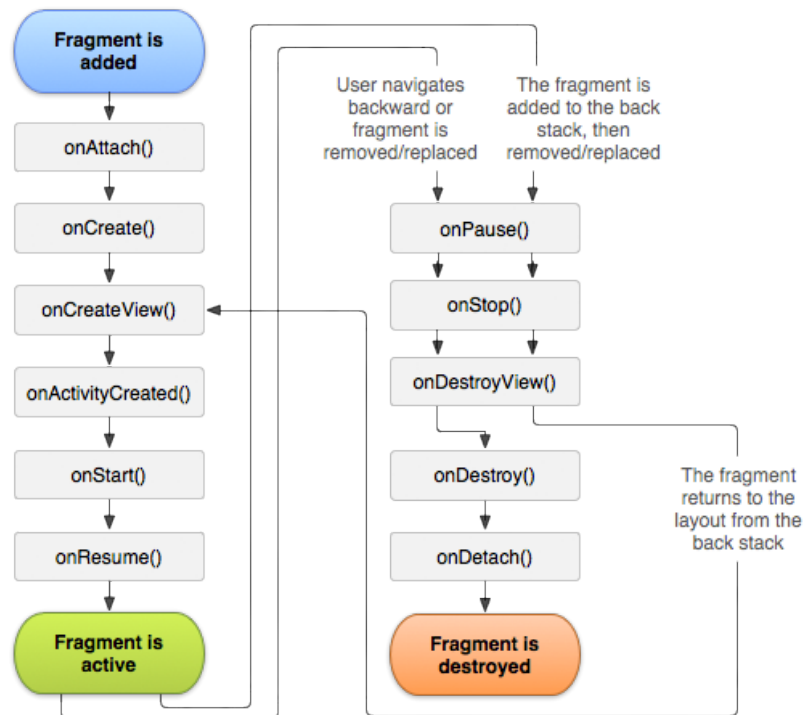 Fragment is
added
onAttach()
onCreate()
onCreateView()
onActivityCreated()
onStart()
onResume()
Fragment is
active
User navigates
backward or
fragment is
removed/replaced
The fragment is
added to the back
stack, then
removed/replaced
onPause()
onStop()
onDestroyView()
onDestroy()
onDetach()
Fragment is
destroyed
The fragment
returns to the
layout from the
back stack